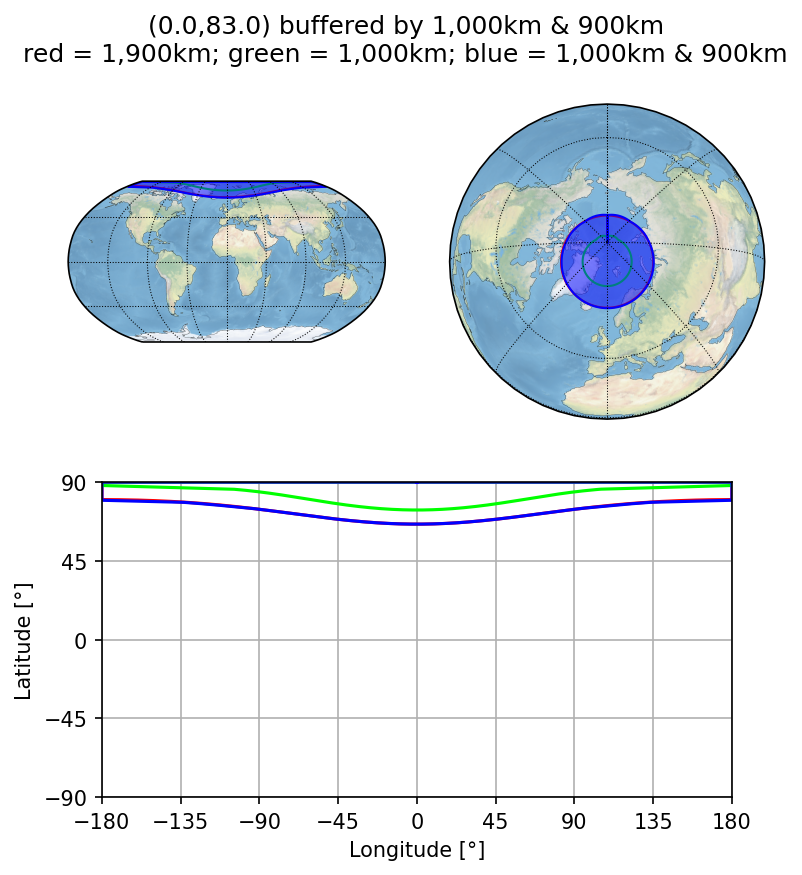 (0.0,83.0) buffered by 1,000km & 900km
red = 1,900km; green = 1,000km; blue = 1,000km & 900km
90
45
0
−45
−90
Latitude [°]
−180 −135 −90 −45 0 45 90 135 180
Longitude [°]